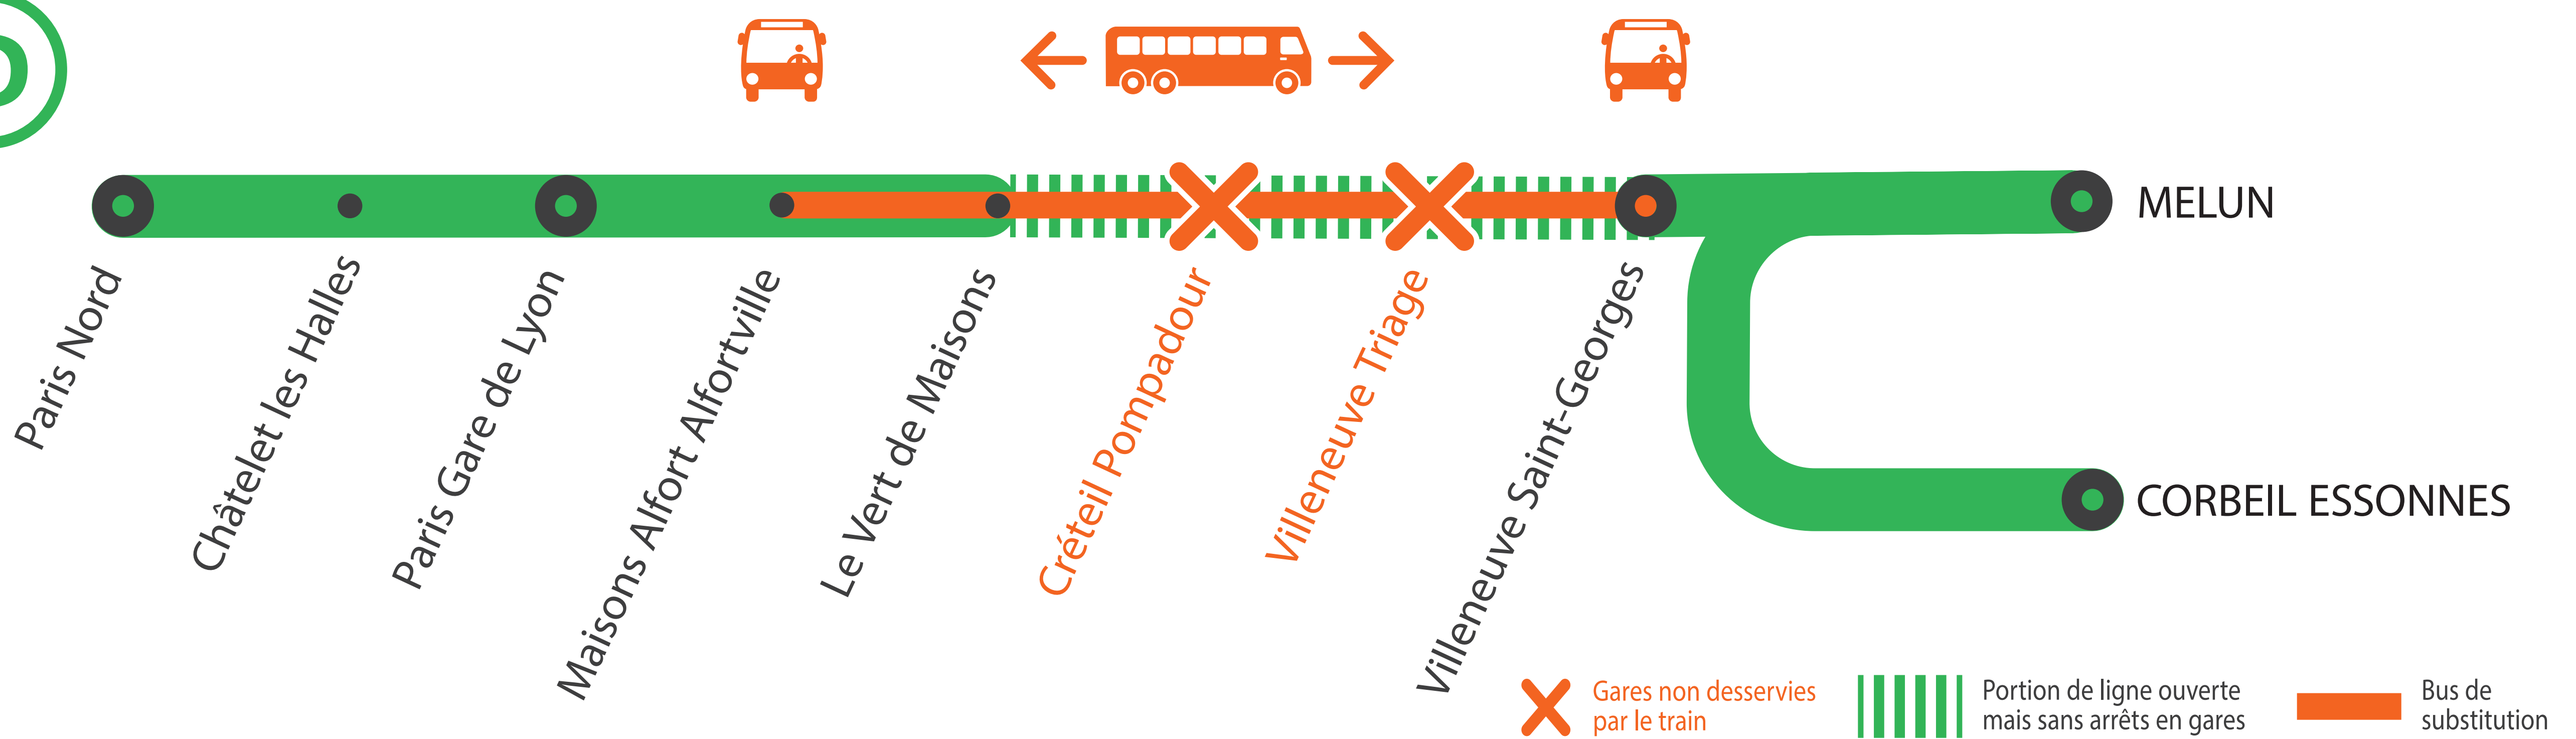 D
Paris Nord
Châtelet les Halles
Paris Gare de Lyon
Maisons Alfort Alfortville
Le Vert de Maisons
Créteil Pompadour
Villeneuve Triage
Villeneuve Saint-Georges
MELUN
CORBEIL ESSONNES
Gares non desservies
par le train
Portion de ligne ouverte
mais sans arrêts en gares
Bus de
substitution